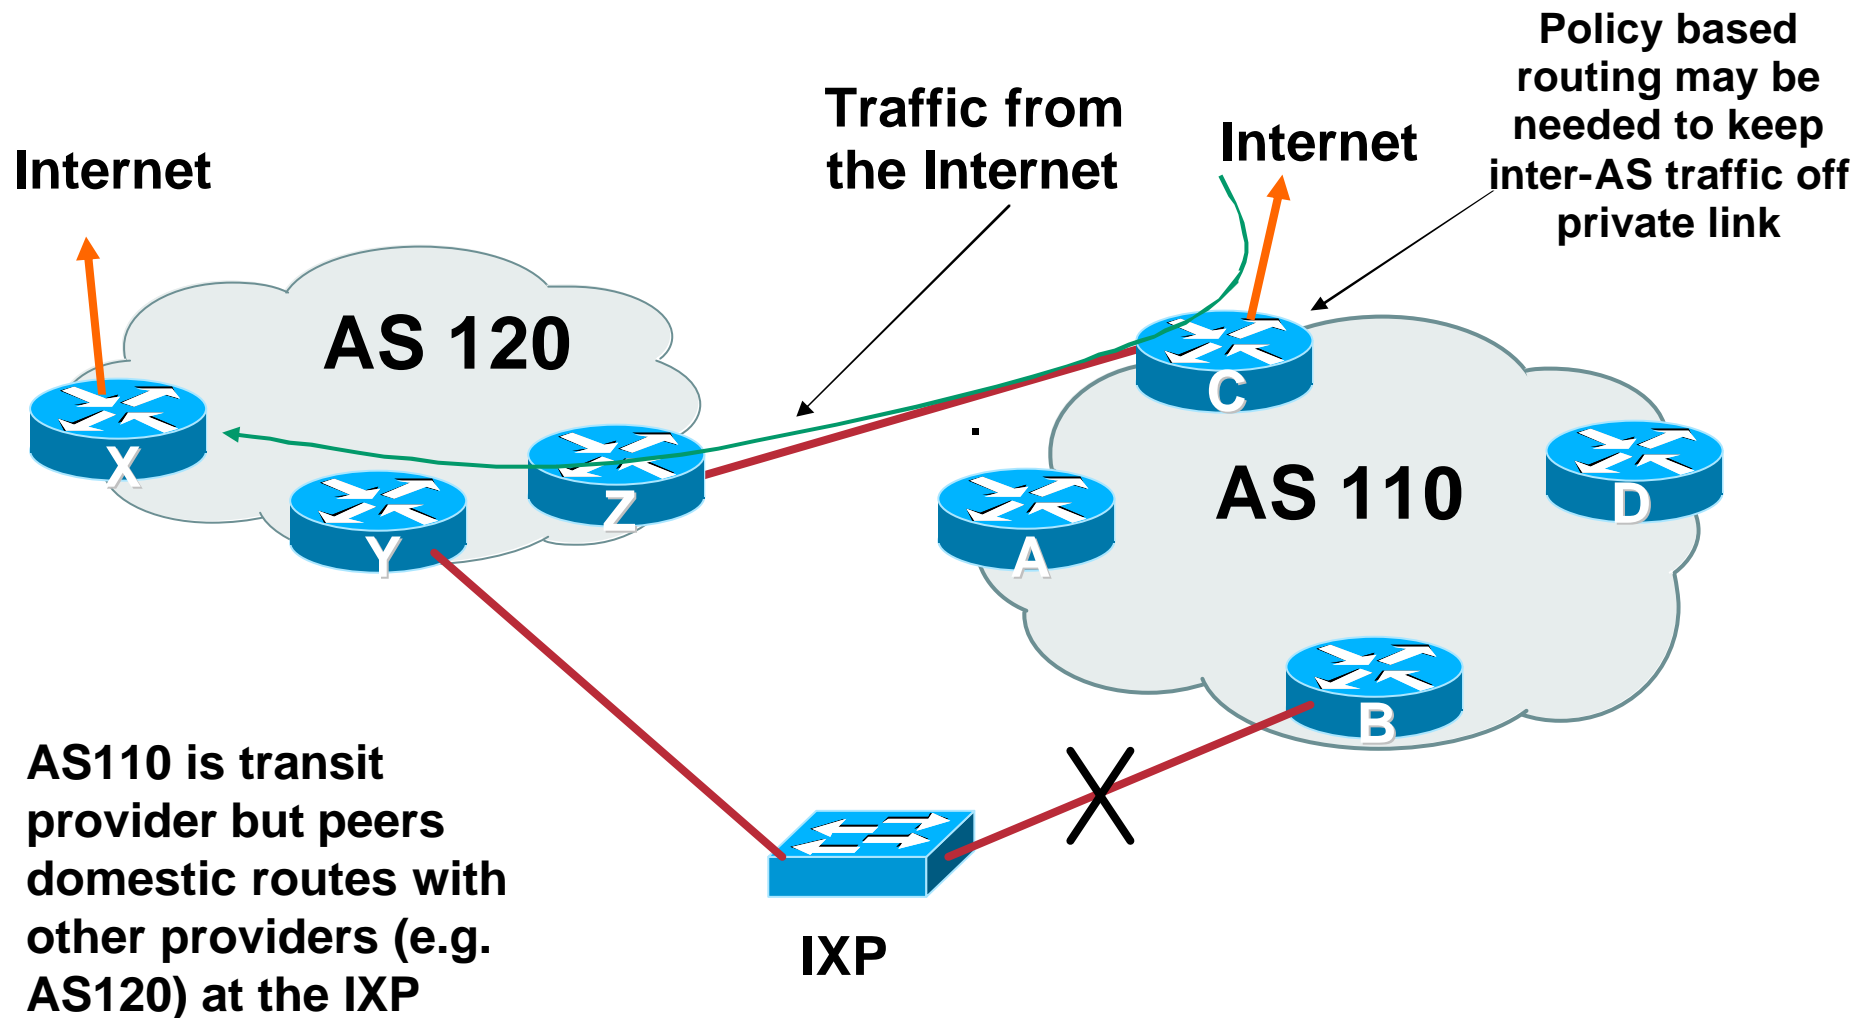 Policy based
routing may be
needed to keep
inter-AS traffic off
private link
Traffic from
the Internet
Internet
Internet
AS 120
C
X
Z
Y
AS 110
D
A
B
AS110 is transit
provider but peers
domestic routes with
other providers (e.g.
AS120) at the IXP
IXP